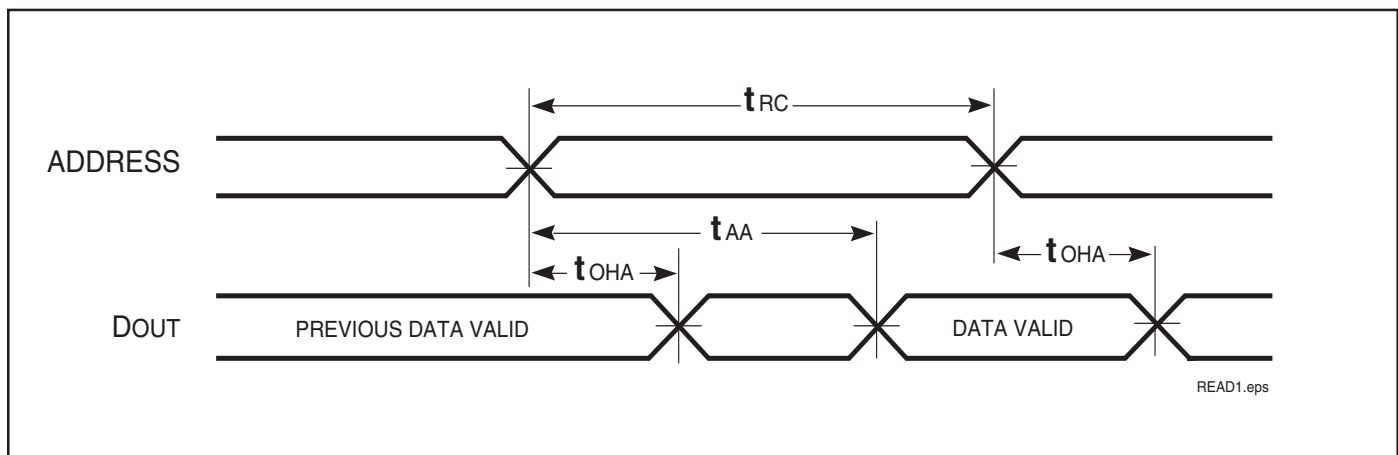 tRC
ADDRESS
tAA
tOHA
tOHA
DOUT
PREVIOUS DATA VALID
DATA VALID
READ1.eps